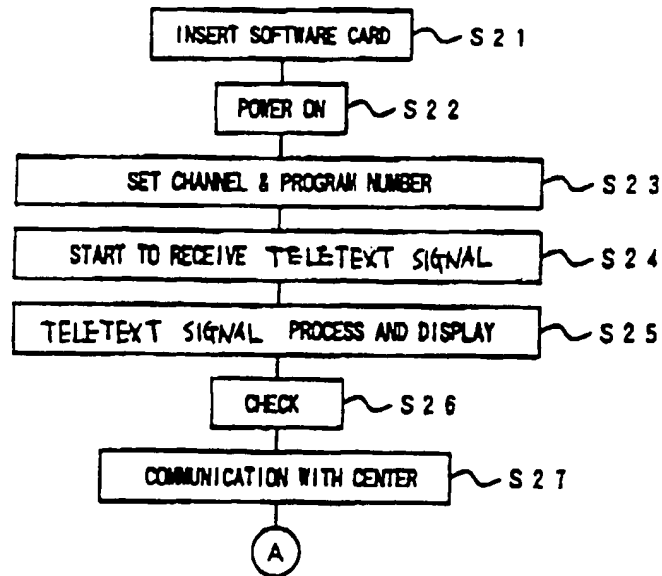 INSERT SOFTWARE CARD S21
POWER ON S22
SET CHANNEL & PROGRAM NUMBER S23
START TO RECEIVE TELETEXT SIGNAL S24
TELETEXT SIGNAL PROCESS AND DISPLAY S25
CHECK S26
COMMUNICATION WITH CENTER S27
A